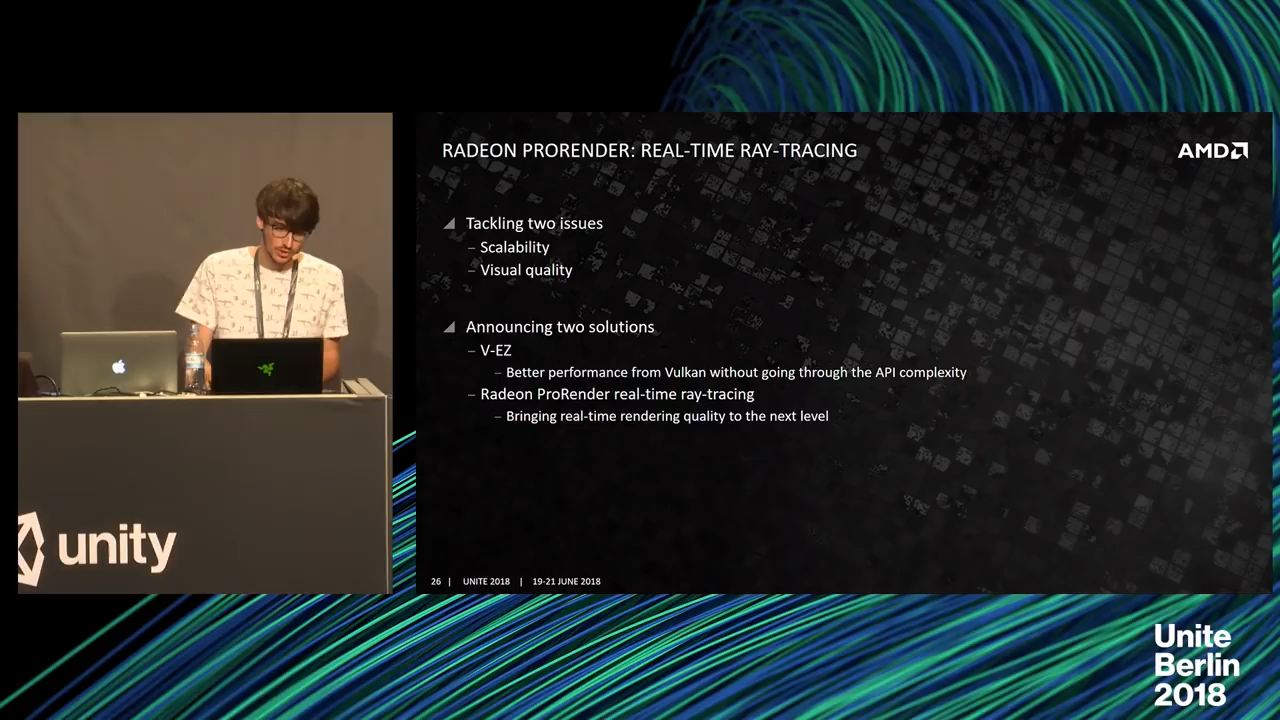 RADEON PRORENDER: REAL-TIME RAY-TRACING
AMD
Tackling two issues
– Scalability
– Visual quality
Announcing two solutions
– V-EZ
– Better performance from Vulkan without going through the API complexity
– Radeon ProRender real-time ray-tracing
– Bringing real-time rendering quality to the next level
26 | UNITE 2018 | 19-21 JUNE 2018
unity
Unite
Berlin
2018